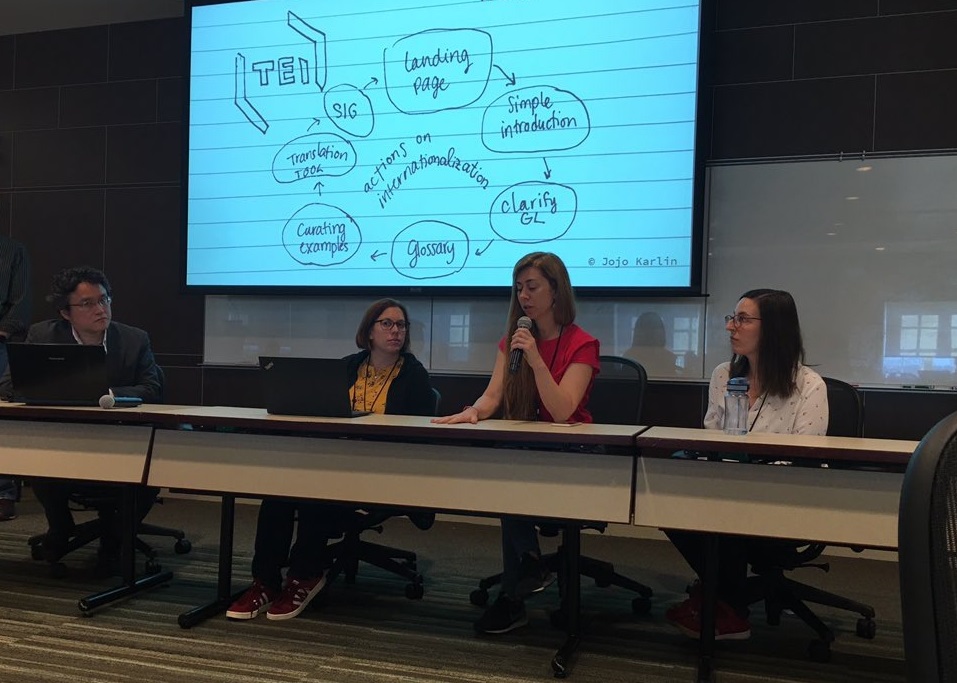 TEI
SIG
landing
page
Simple
introduction
clarify
GL
Glossary
Curating
examples
Translation
TOOL
actions on
internationalization
© Jojo Karlin